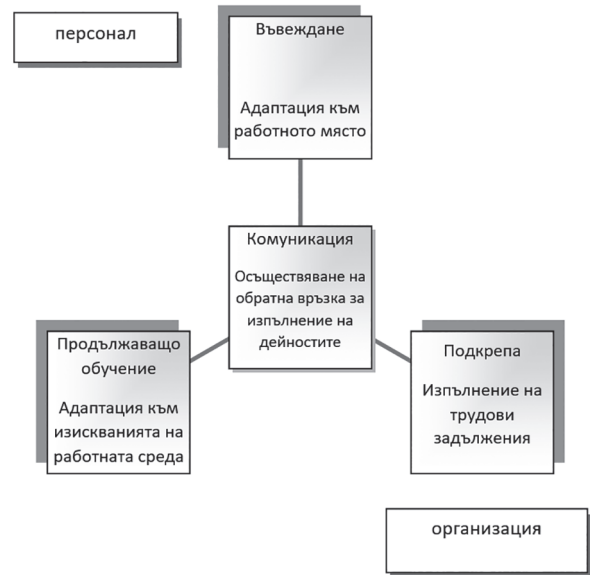 персонал
Въвеждане
Адаптация към
работното място
Комуникация
Осъществяване на
обратна връзка за
изпълнение на
дейностите
Продължаващо
обучение
Адаптация към
изискванията на
работната среда
Подкрепа
Изпълнение на
трудови
задължения
организация